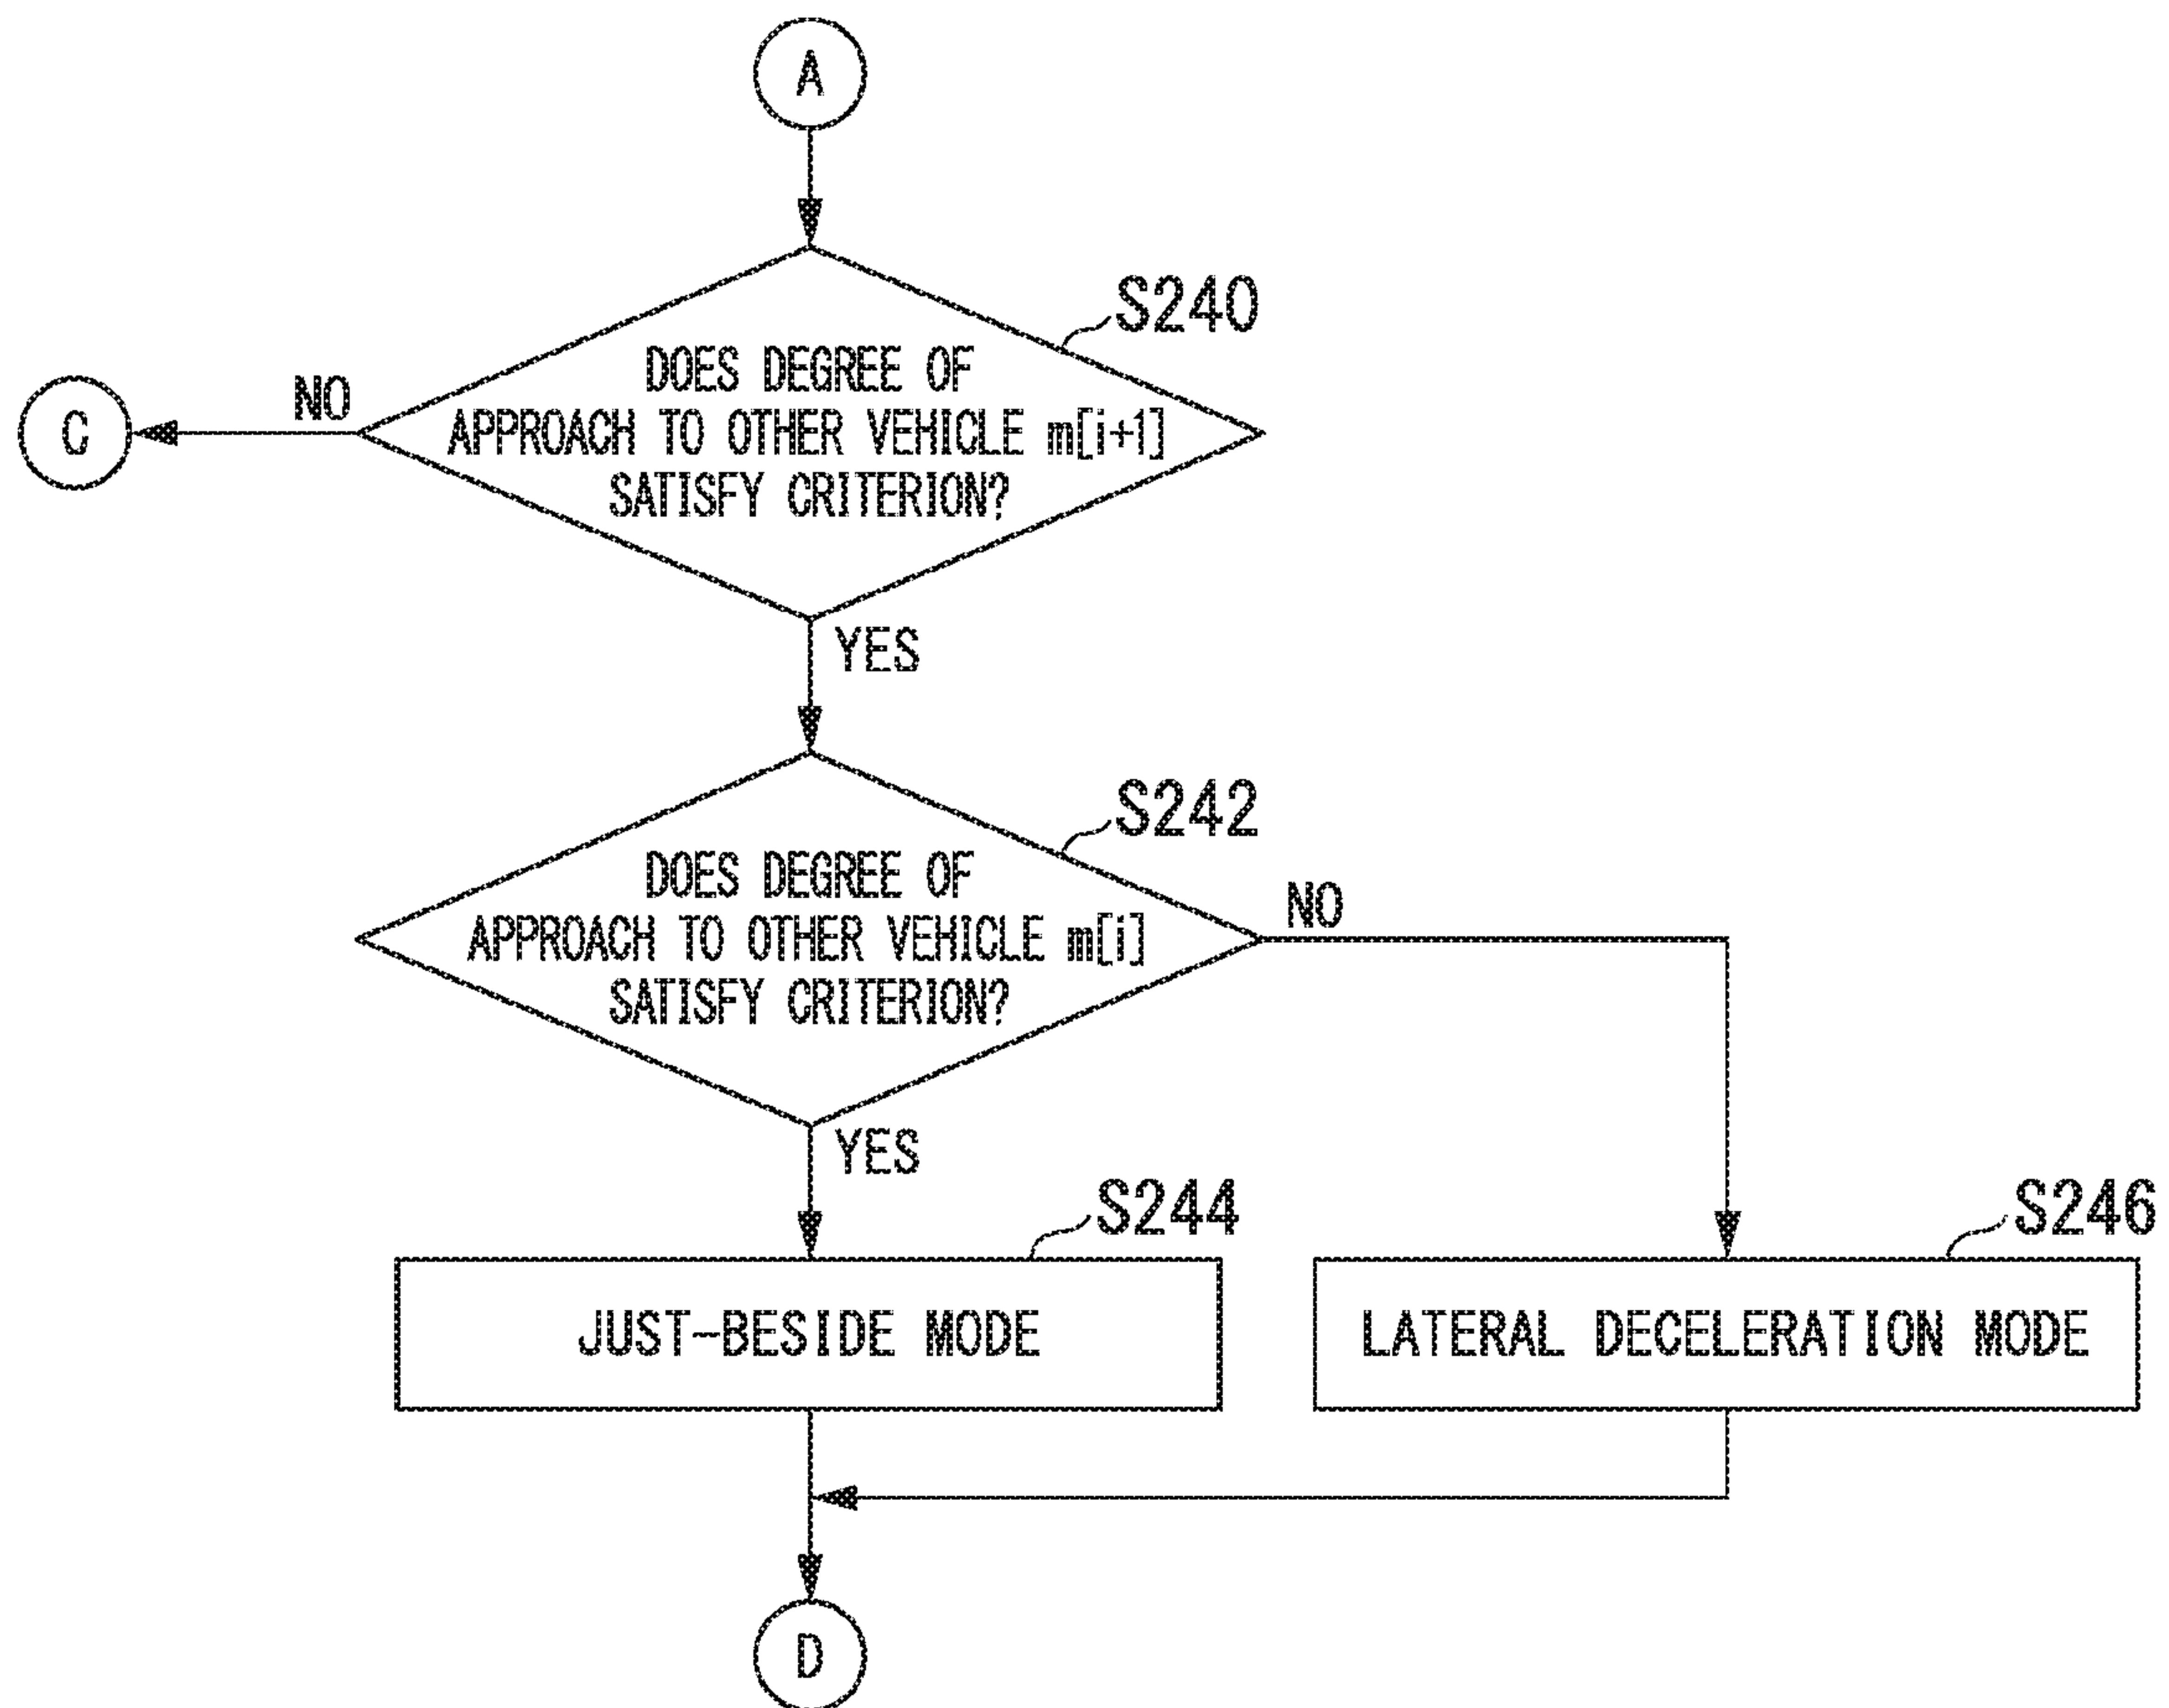 A
S240
DOES DEGREE OF
APPROACH TO OTHER VEHICLE m[i+1]
SATISFY CRITERION?
NO
C
YES
S242
DOES DEGREE OF
APPROACH TO OTHER VEHICLE m[i]
SATISFY CRITERION?
NO
YES
S244
JUST-BESIDE MODE
S246
LATERAL DECELERATION MODE
D